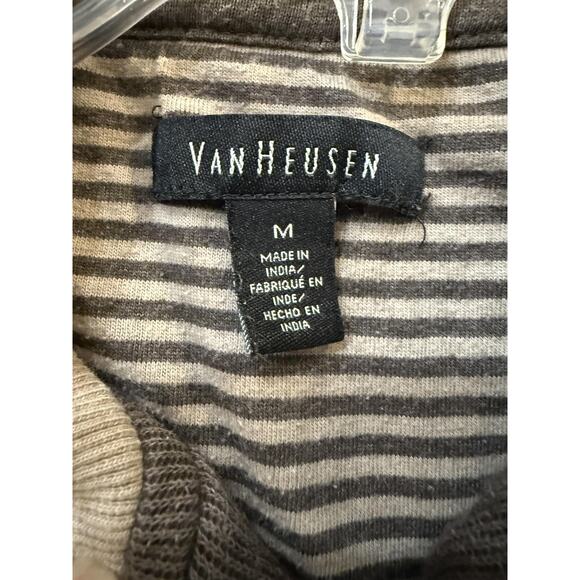 VAN HEUSEN
M
MADE IN
INDIA/
FABRIQUÉ EN
INDE/
HECHO EN
INDIA